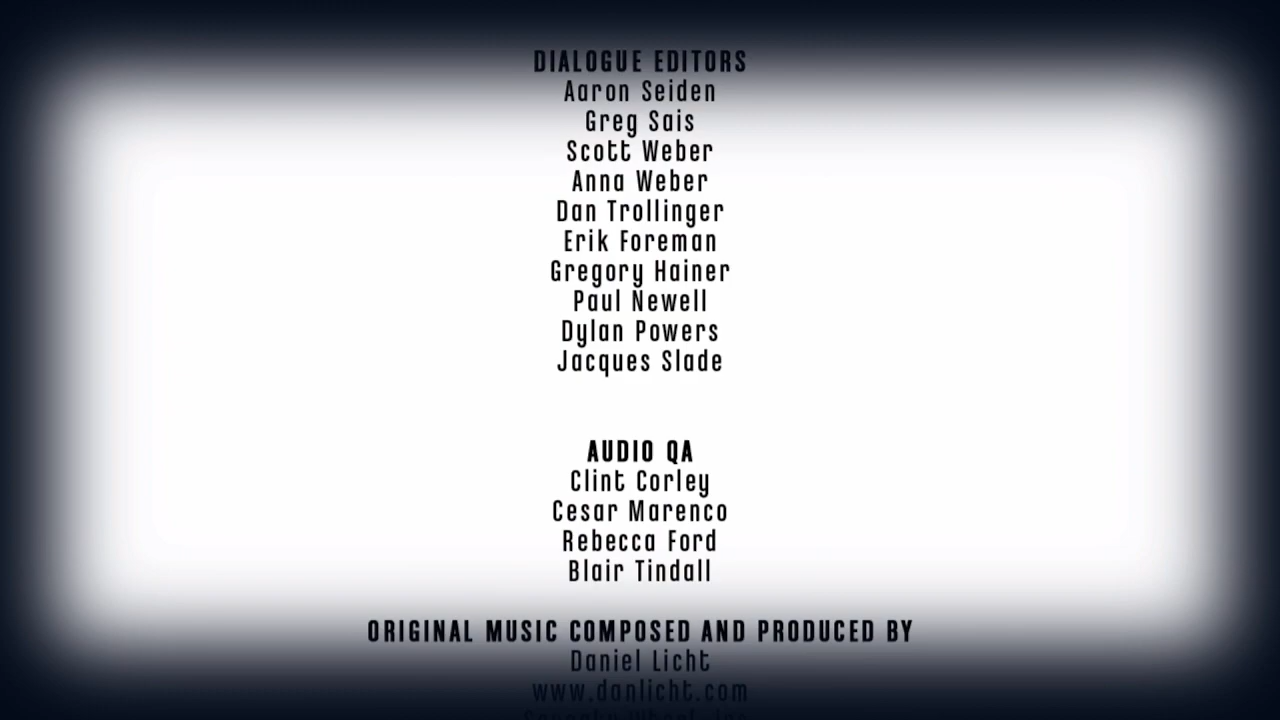 DIALOGUE EDITORS
Aaron Seiden
Greg Sais
Scott Weber
Anna Weber
Dan Trollinger
Erik Foreman
Gregory Hainer
Paul Newell
Dylan Powers
Jacques Slade
AUDIO QA
Clint Corley
Cesar Marenco
Rebecca Ford
Blair Tindall
ORIGINAL MUSIC COMPOSED AND PRODUCED BY
Daniel Licht
www.danlicht.com